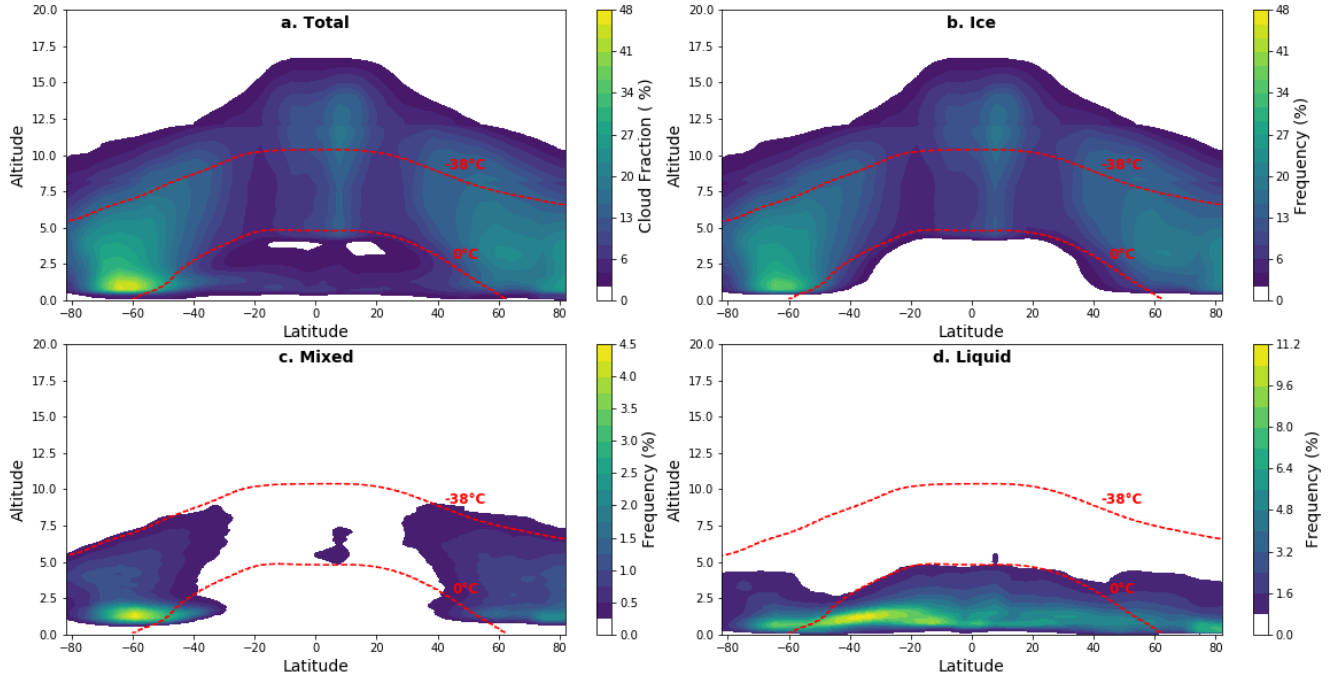 a. Total
20.0
17.5
15.0
12.5
10.0
7.5
5.0
2.5
0.0
Altitude
-38°C
0°C
−80 −60 −40 −20 0 20 40 60 80
Latitude
48
41
34
27
20
13
6
0
Cloud Fraction ( %)
b. Ice
20.0
17.5
15.0
12.5
10.0
7.5
5.0
2.5
0.0
Altitude
-38°C
0°C
−80 −60 −40 −20 0 20 40 60 80
Latitude
48
41
34
27
20
13
6
0
Frequency (%)
c. Mixed
20.0
17.5
15.0
12.5
10.0
7.5
5.0
2.5
0.0
Altitude
-38°C
0°C
−80 −60 −40 −20 0 20 40 60 80
Latitude
4.5
4.0
3.5
3.0
2.5
2.0
1.5
1.0
0.5
0.0
Frequency (%)
d. Liquid
20.0
17.5
15.0
12.5
10.0
7.5
5.0
2.5
0.0
Altitude
-38°C
0°C
−80 −60 −40 −20 0 20 40 60 80
Latitude
11.2
9.6
8.0
6.4
4.8
3.2
1.6
0.0
Frequency (%)